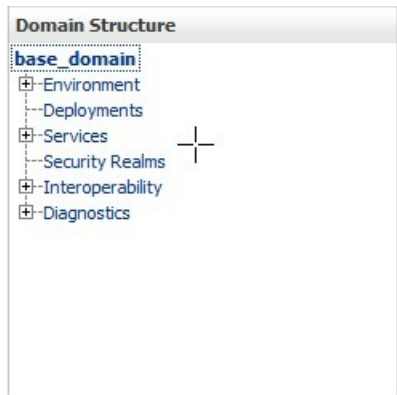 Domain Structure
base_domain
Environment
Deployments
Services
Security Realms
Interoperability
Diagnostics